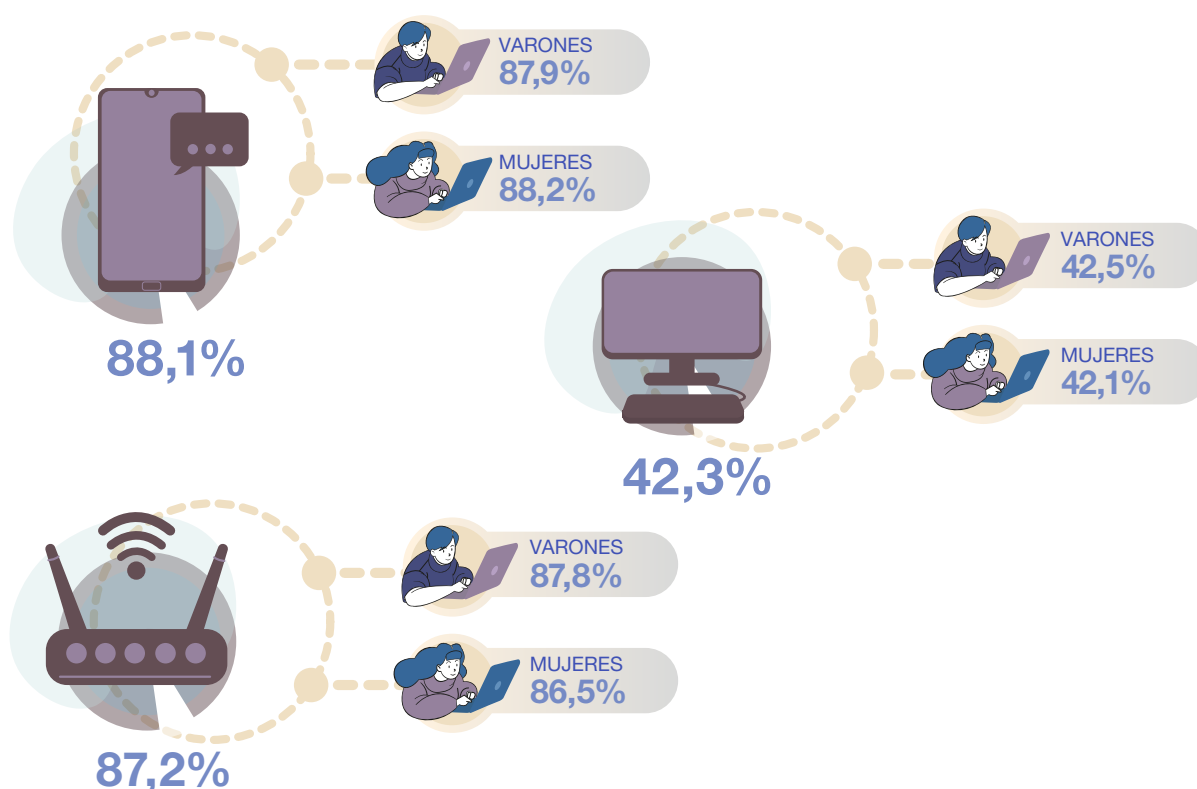 VARONES
87,9%
MUJERES
88,2%
88,1%
VARONES
42,5%
MUJERES
42,1%
42,3%
VARONES
87,8%
MUJERES
86,5%
87,2%